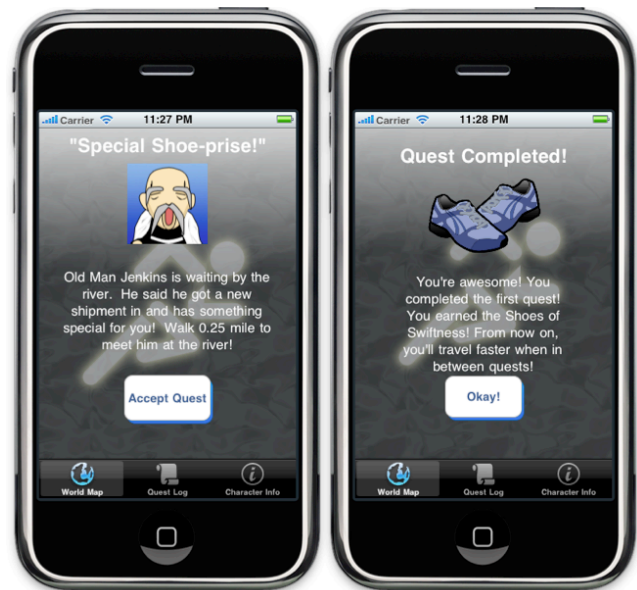 Carrier 11:27 PM
"Special Shoe-prise!"
Old Man Jenkins is waiting by the
river. He said he got a new
shipment in and has something
special for you! Walk 0.25 mile to
meet him at the river!
Accept Quest
World Map Quest Log Character Info
Carrier 11:28 PM
Quest Completed!
You're awesome! You
completed the first quest!
You earned the Shoes of
Swiftness! From now on,
you'll travel faster when in
between quests!
Okay!
World Map Quest Log Character Info